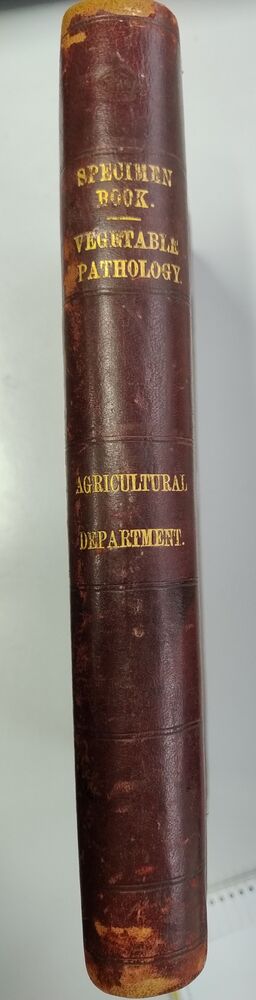 SPECIMEN
BOOK.
VEGETABLE
PATHOLOGY.
AGRICULTURAL
DEPARTMENT.